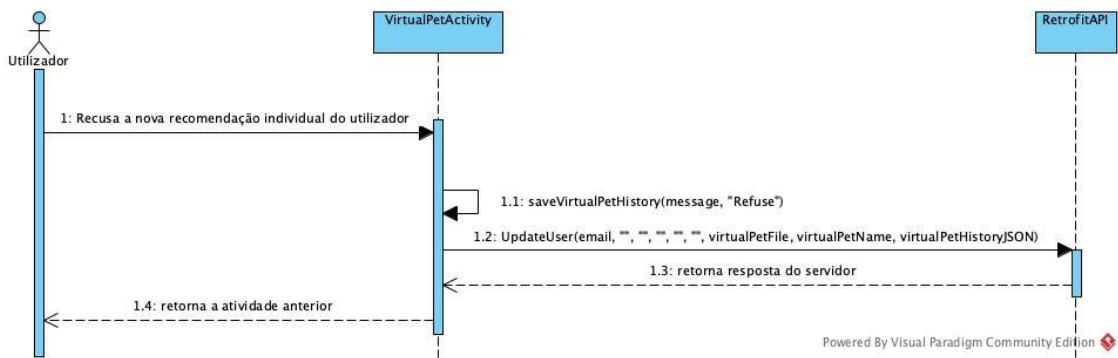 VirtualPetActivity
RetrofitAPI
Utilizador
1: Recusa a nova recomendação individual do utilizador
1.1: saveVirtualPetHistory(message, "Refuse")
1.2: UpdateUser(email, "", "", "", "", "", virtualPetFile, virtualPetName, virtualPetHistoryJSON)
1.3: retorna resposta do servidor
1.4: retorna a atividade anterior
Powered By Visual Paradigm Community Edition